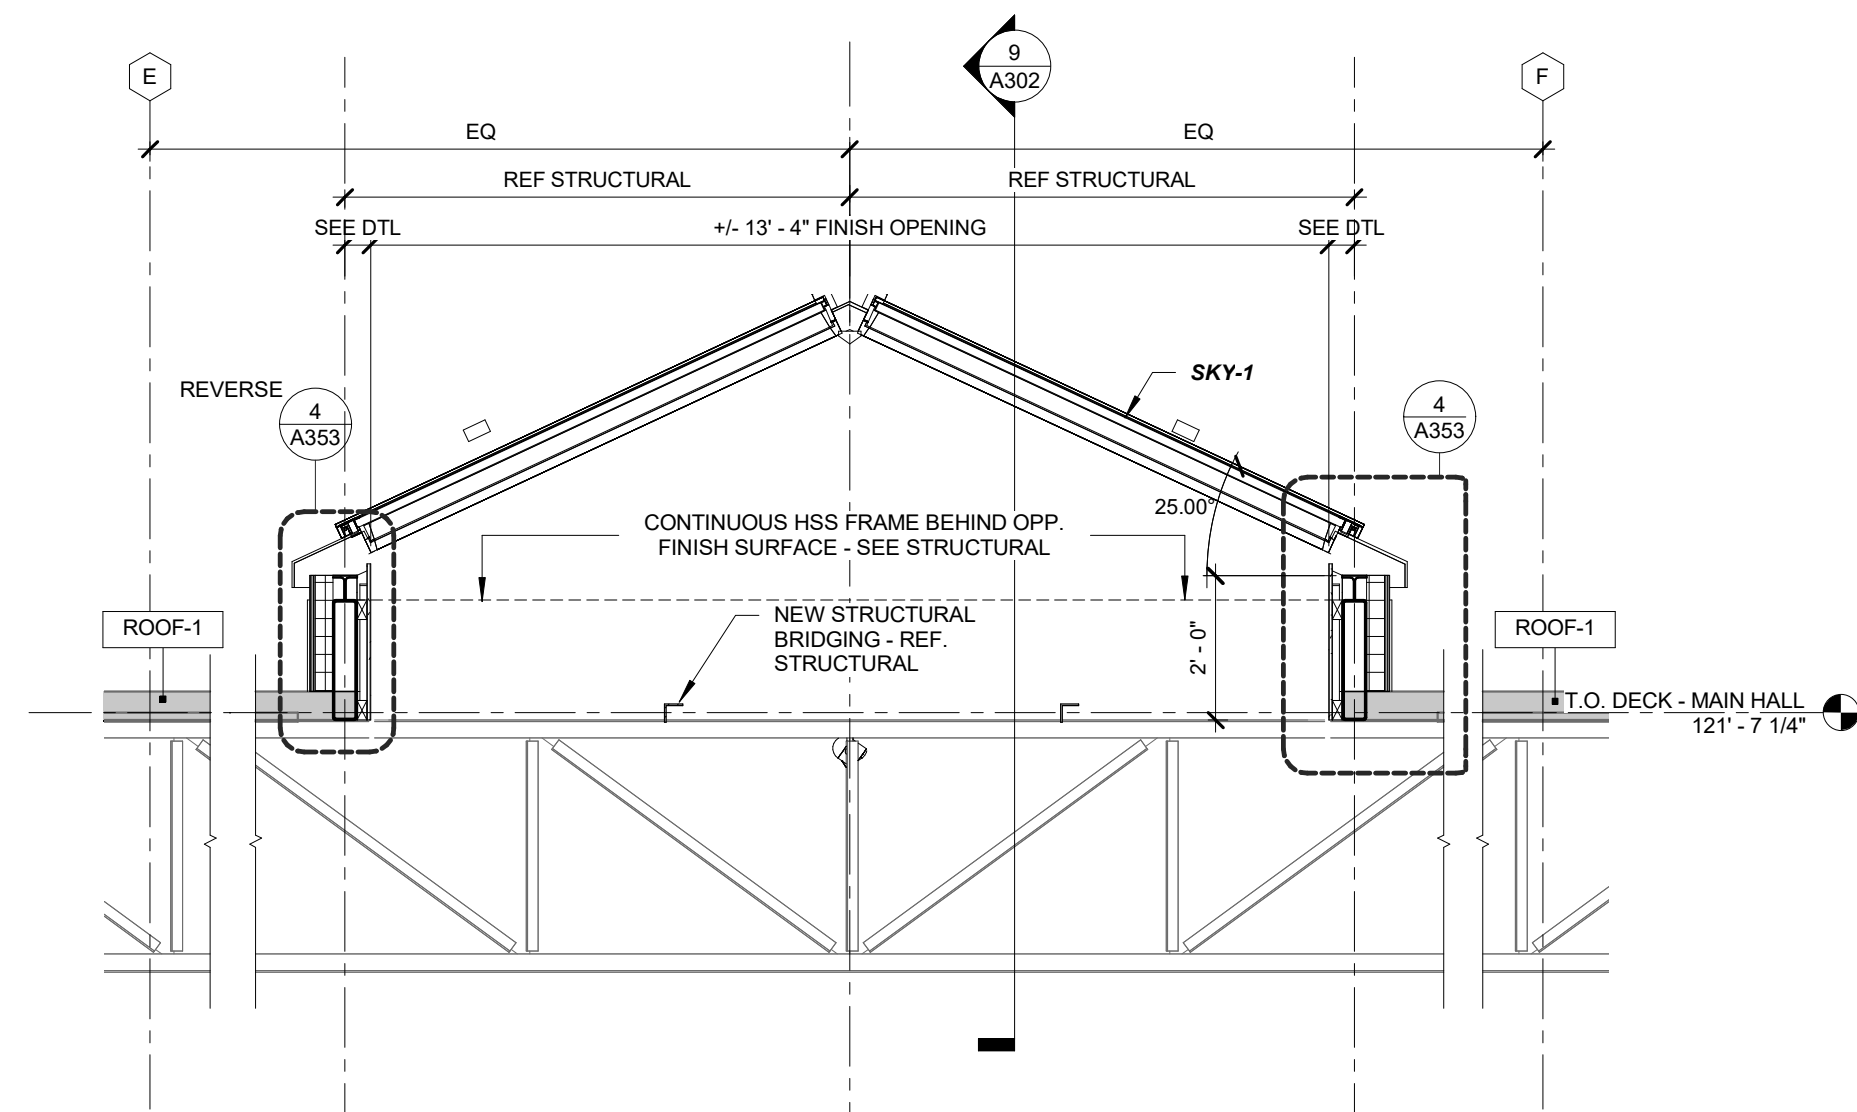 E
9
A302
F
EQ
EQ
REF STRUCTURAL
REF STRUCTURAL
SEE DTL
+/- 13' - 4" FINISH OPENING
SEE DTL
SKY-1
REVERSE
4
A353
4
A353
25.00°
CONTINUOUS HSS FRAME BEHIND OPP.
FINISH SURFACE - SEE STRUCTURAL
NEW STRUCTURAL
BRIDGING - REF.
STRUCTURAL
2' - 0"
ROOF-1
ROOF-1
T.O. DECK - MAIN HALL
121' - 7 1/4"